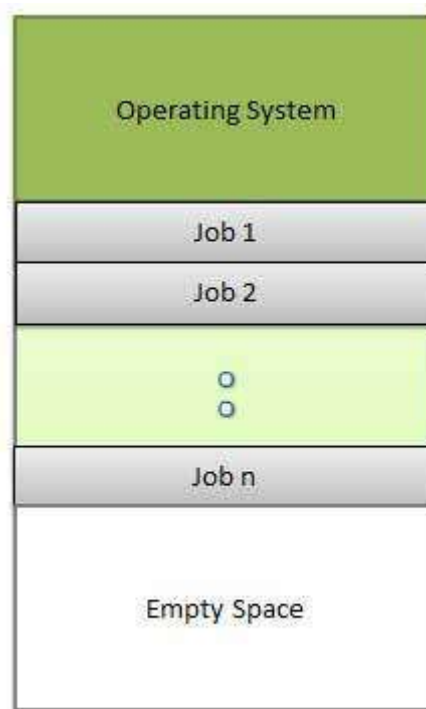 Operating System
Job 1
Job 2
o
o
Job n
Empty Space